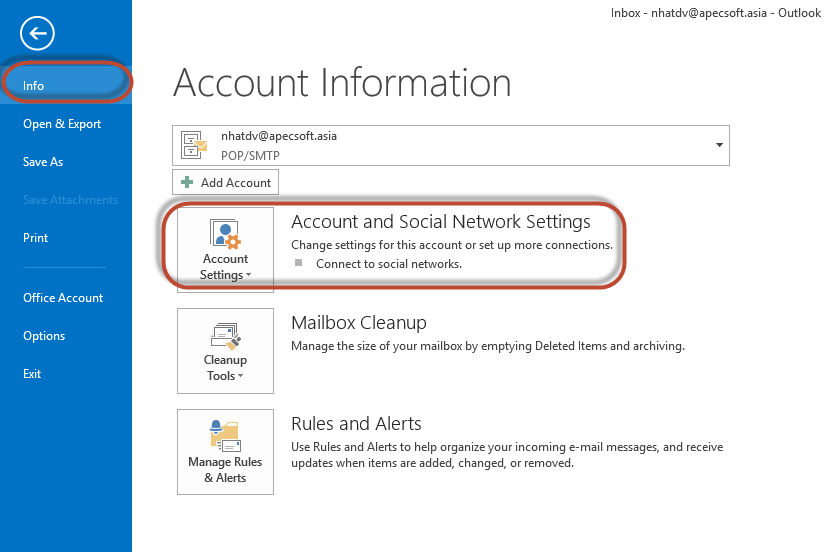 Inbox - nhatdv@apecsoft.asia - Outlook
Info
Open & Export
Save As
Save Attachments
Print
Office Account
Options
Exit
Account Information
nhatdv@apecsoft.asia
POP/SMTP
Add Account
Account
Settings
Account and Social Network Settings
Change settings for this account or set up more connections.
Connect to social networks.
Cleanup
Tools
Mailbox Cleanup
Manage the size of your mailbox by emptying Deleted Items and archiving.
Manage Rules
& Alerts
Rules and Alerts
Use Rules and Alerts to help organize your incoming e-mail messages, and receive
updates when items are added, changed, or removed.